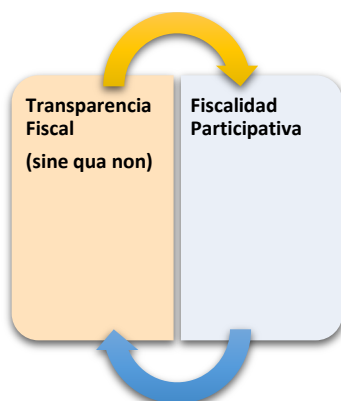 Transparencia
Fiscal
(sine qua non)
Fiscalidad
Participativa